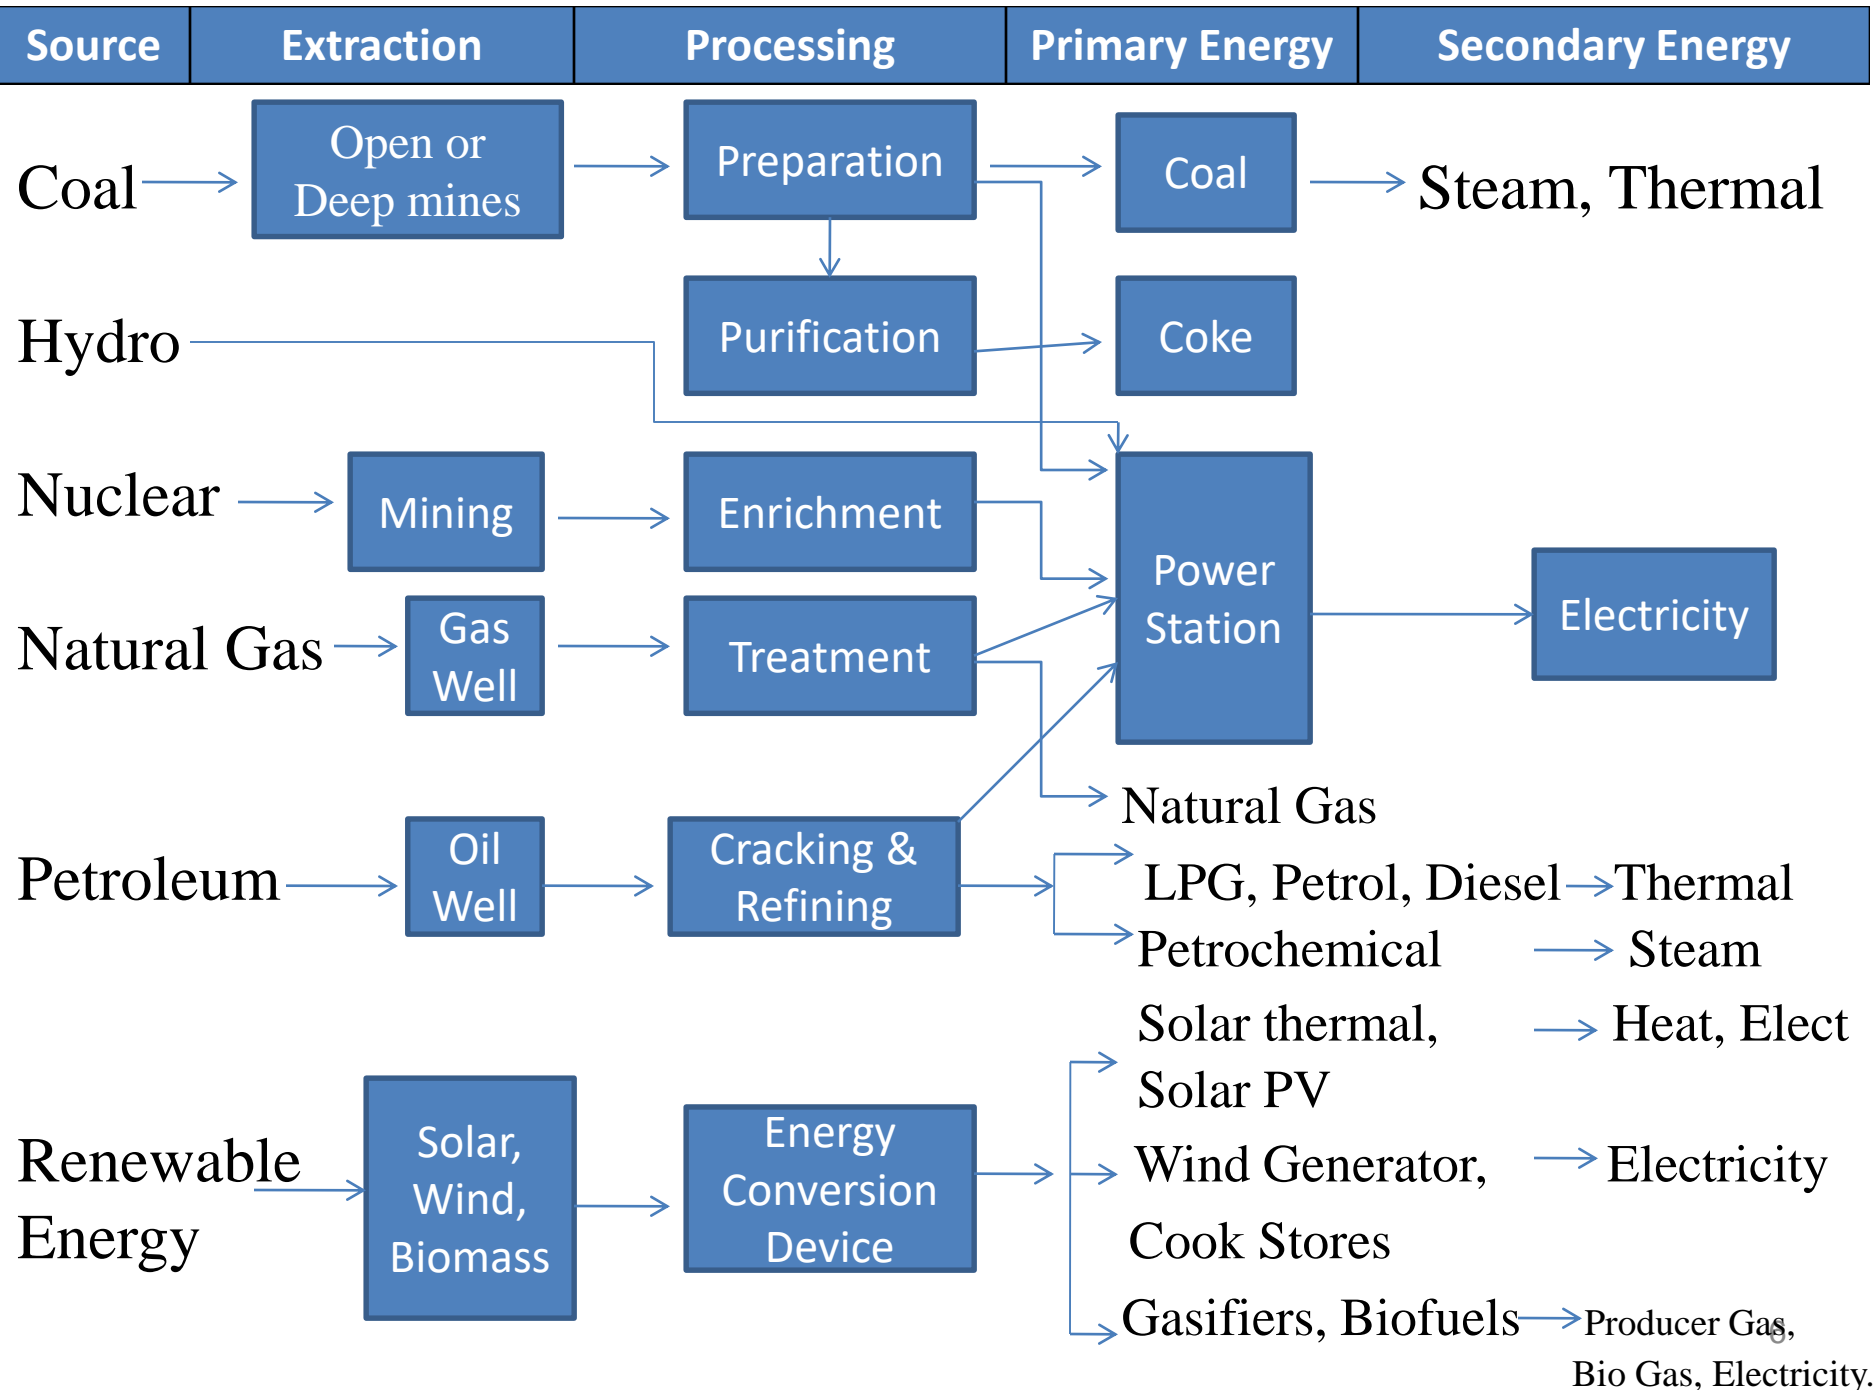 Source Extraction Processing Primary Energy Secondary Energy
Coal
Open or
Deep mines
Preparation
Coal
Steam, Thermal
Hydro
Purification
Coke
Nuclear
Mining
Enrichment
Power
Station
Electricity
Natural Gas
Gas
Well
Treatment
Natural Gas
Petroleum
Oil
Well
Cracking &
Refining
LPG, Petrol, Diesel
Thermal
Petrochemical
Steam
Solar thermal,
Heat, Elect
Solar PV
Renewable
Energy
Solar,
Wind,
Biomass
Energy
Conversion
Device
Wind Generator,
Electricity
Cook Stores
Gasifiers, Biofuels
Producer Gas,
6
Bio Gas, Electricity.